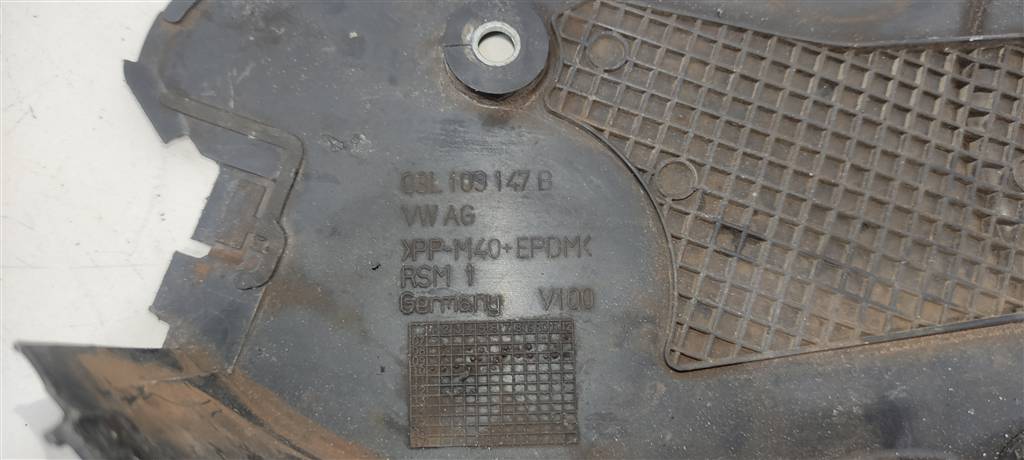 03L 109 147 B
VW AG
>PP-M40+EPDM<
RSM 1
Germany V100